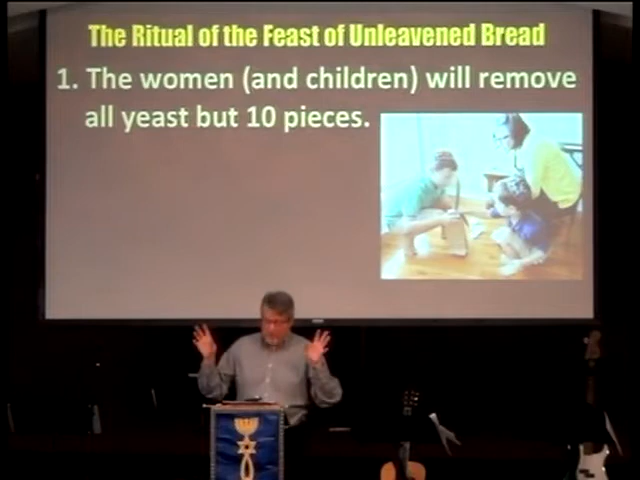 The Ritual of the Feast of Unleavened Bread
1. The women (and children) will remove
all yeast but 10 pieces.